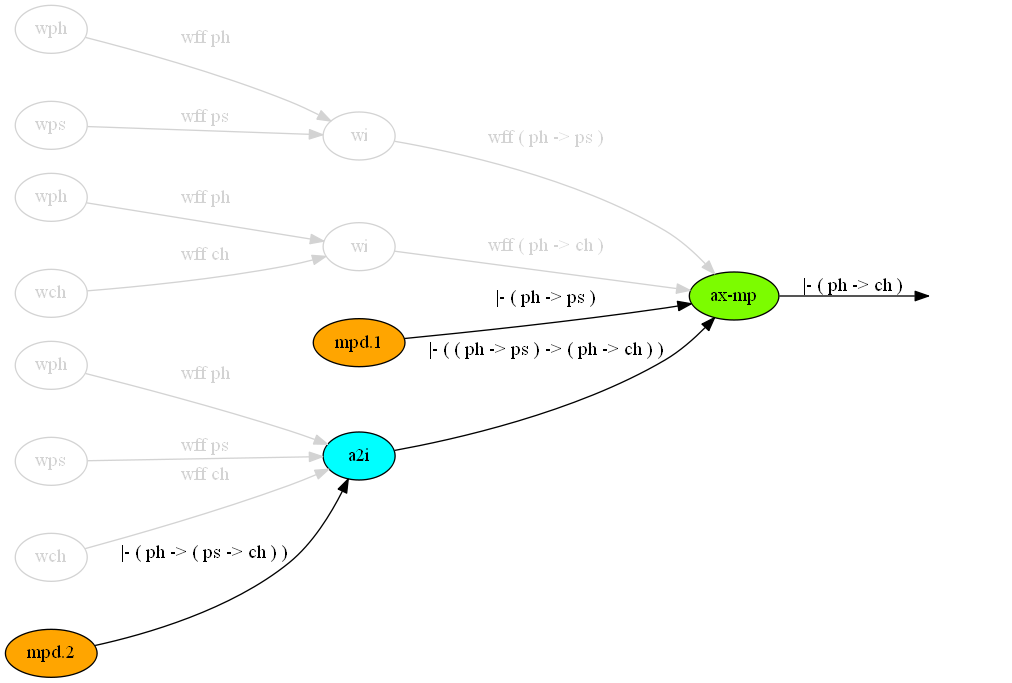 wph
wff ph
wps
wff ps
wi
wff ( ph -> ps )
wph
wff ph
wi
wff ( ph -> ch )
wch
wff ch
|- ( ph -> ps )
ax-mp
|- ( ph -> ch )
mpd.1
|- ( ( ph -> ps ) -> ( ph -> ch ) )
wph
wff ph
wps
wff ps
a2i
wff ch
wch
|- ( ph -> ( ps -> ch ) )
mpd.2